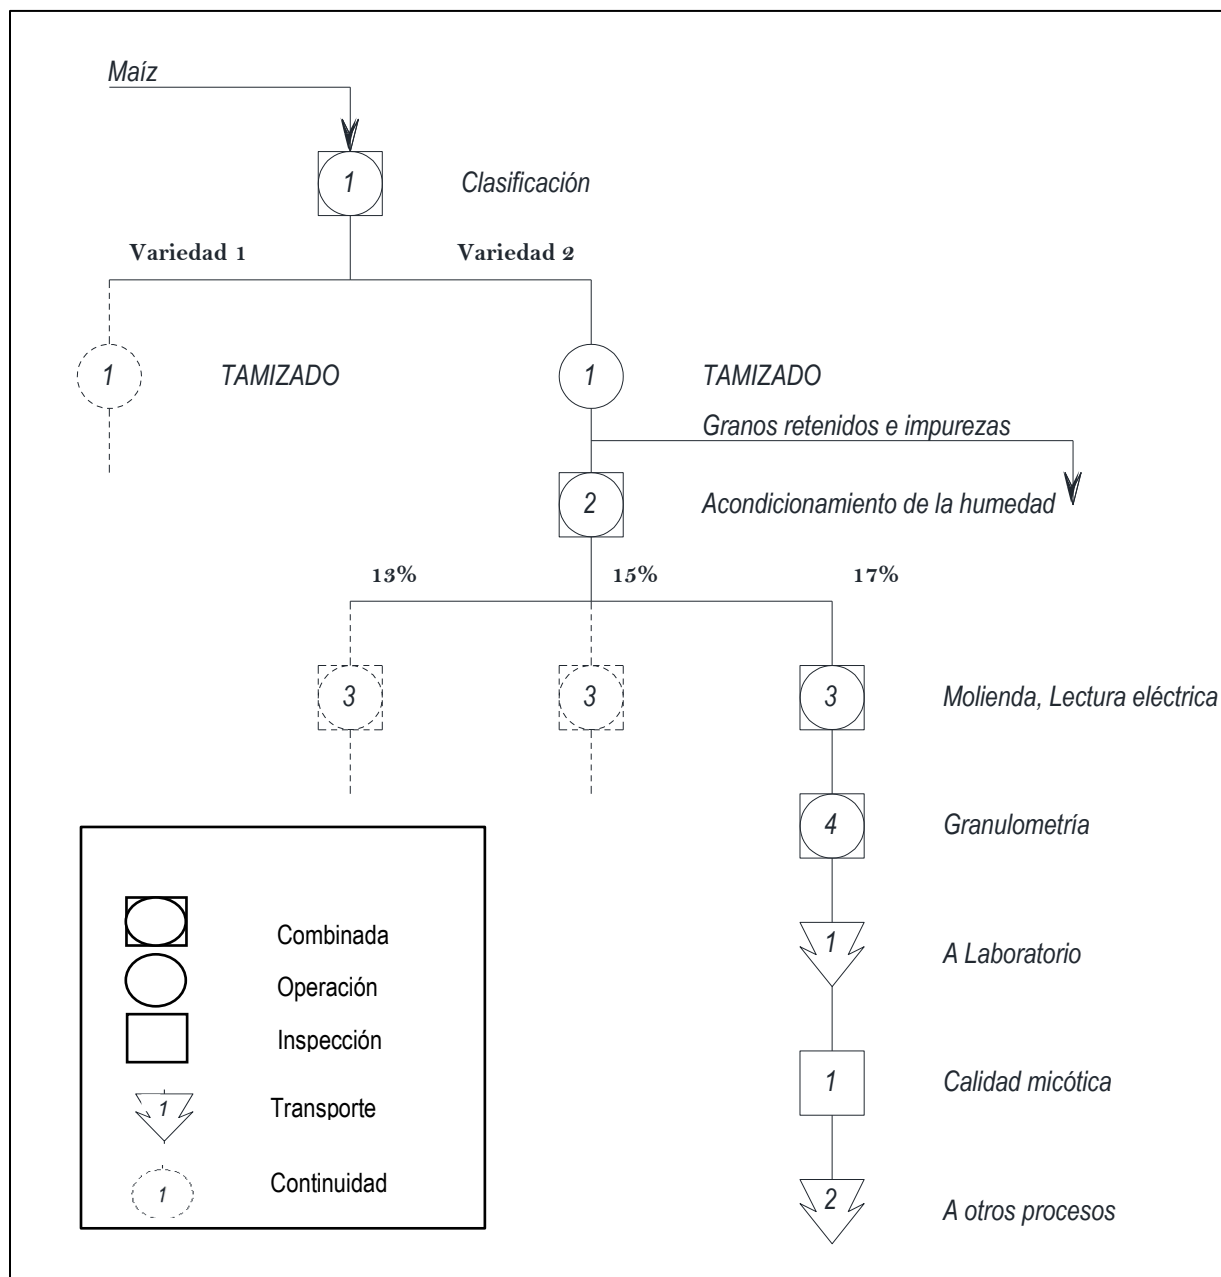 Maíz
1
Clasificación
Variedad 1
Variedad 2
1
TAMIZADO
1
TAMIZADO
Granos retenidos e impurezas
2
Acondicionamiento de la humedad
13%
15%
17%
3
3
3
Molienda, Lectura eléctrica
4
Granulometría
1
A Laboratorio
1
Calidad micótica
2
A otros procesos
Combinada
Operación
Inspección
1
Transporte
1
Continuidad